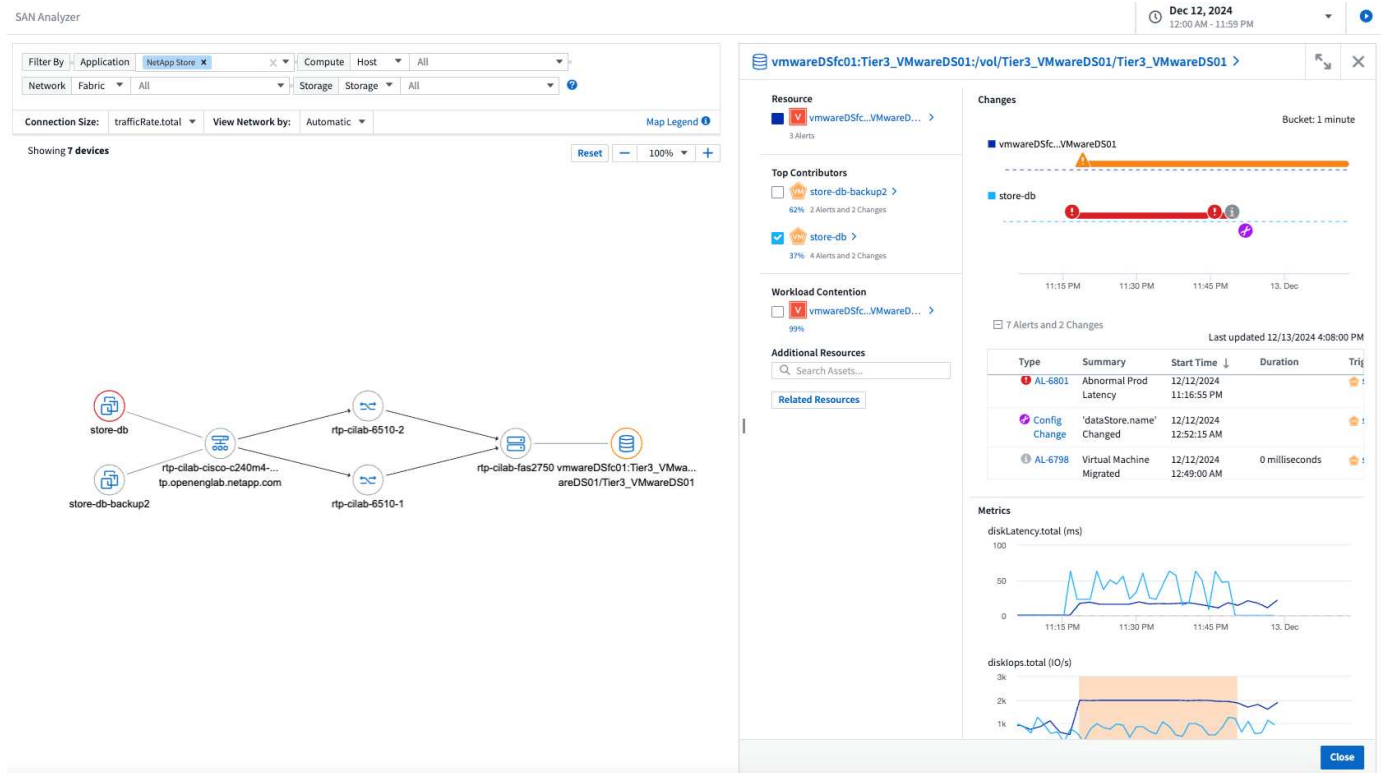 SAN Analyzer
Dec 12, 2024
12:00 AM - 11:59 PM
Filter By Application NetApp Store Compute Host All
Network Fabric All Storage Storage All
Connection Size: trafficRate.total View Network by: Automatic Map Legend
Showing 7 devices
Reset 100%
store-db
store-db-backup2
rtp-cilab-cisco-c240m4-...
tp.openenglab.netapp.com
rtp-cilab-6510-2
rtp-cilab-6510-1
rtp-cilab-fas2750
vmwareDSfc01:Tier3_VMwa...
areDS01/Tier3_VMwareDS01
vmwareDSfc01:Tier3_VMwareDS01:/vol/Tier3_VMwareDS01/Tier3_VMwareDS01
Resource
V vmwareDSfc...VMwareD...
3 Alerts
Top Contributors
VM store-db-backup2
62% 2 Alerts and 2 Changes
VM store-db
37% 4 Alerts and 2 Changes
Workload Contention
V vmwareDSfc...VMwareD...
99%
Additional Resources
Search Assets...
Related Resources
Changes
Bucket: 1 minute
vmwareDSfc...VMwareDS01
store-db
11:15 PM 11:30 PM 11:45 PM 13. Dec
7 Alerts and 2 Changes
Last updated 12/13/2024 4:08:00 PM
Type Summary Start Time ↓ Duration Trig
AL-6801 Abnormal Prod Latency 12/12/2024 11:16:55 PM
Config Change 'dataStore.name' Changed 12/12/2024 12:52:15 AM
AL-6798 Virtual Machine Migrated 12/12/2024 12:49:00 AM 0 milliseconds
Metrics
diskLatency.total (ms)
100
50
0
11:15 PM 11:30 PM 11:45 PM 13. Dec
diskIops.total (IO/s)
3k
2k
1k
Close